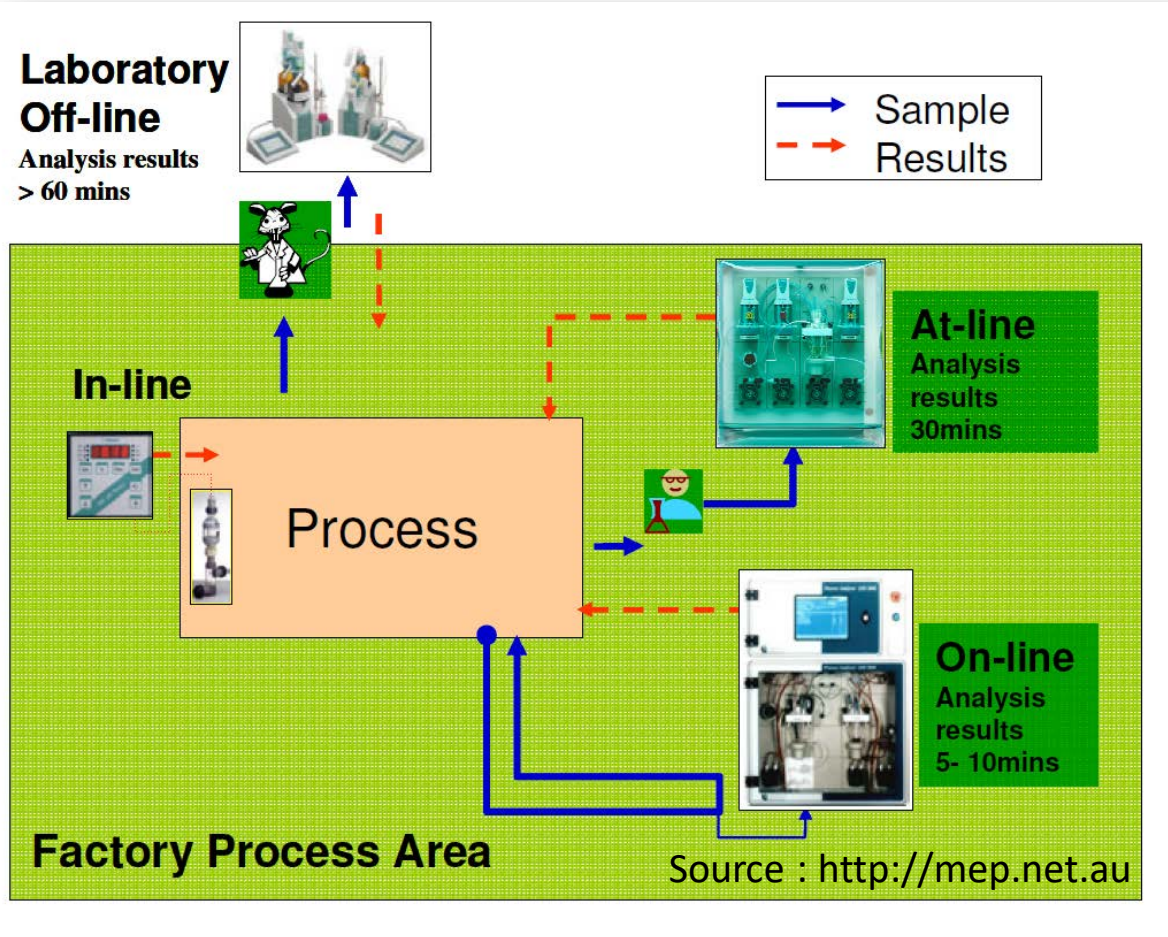 Laboratory
Off-line
Analysis results
> 60 mins
Sample
Results
In-line
At-line
Analysis
results
30mins
Process
On-line
Analysis
results
5- 10mins
Factory Process Area
Source : http://mep.net.au